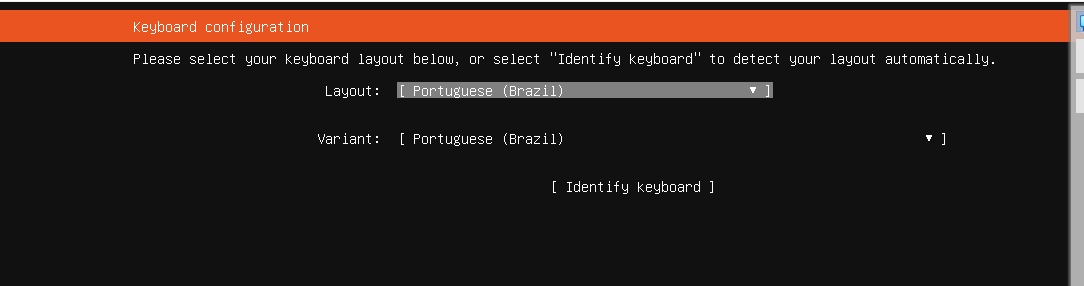 Keyboard configuration
Please select your keyboard layout below, or select "Identify keyboard" to detect your layout automatically.
Layout: [ Portuguese (Brazil) ▾ ]
Variant: [ Portuguese (Brazil) ▾ ]
[ Identify keyboard ]